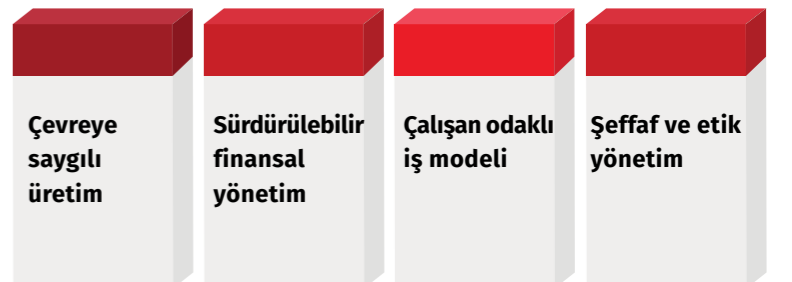 Çevreye
saygılı
üretim
Sürdürülebilir
finansal
yönetim
Çalışan odaklı
iş modeli
Şeffaf ve etik
yönetim